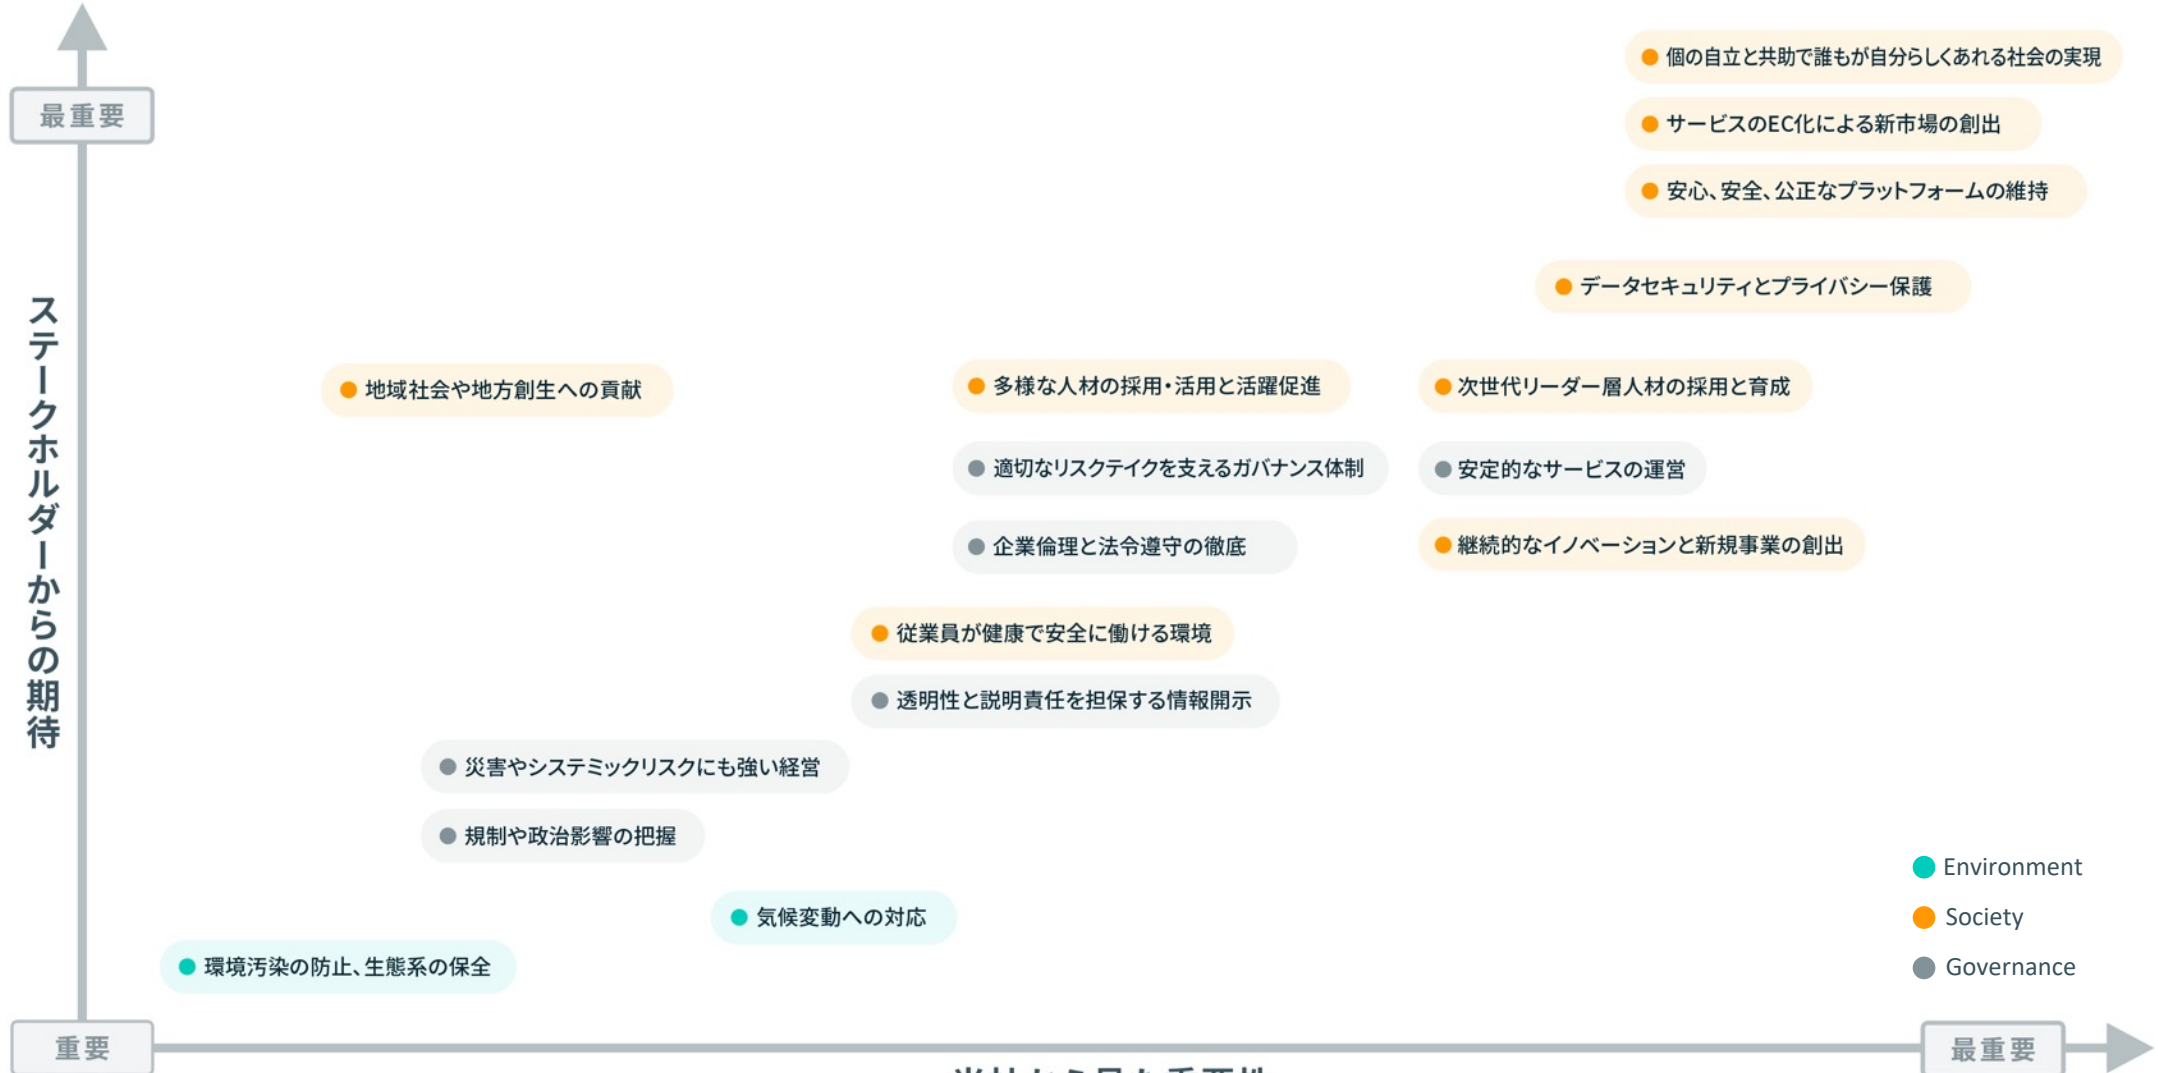 個の自立と共助で誰もが自分らしくあれる社会の実現
最重要
サービスのEC化による新市場の創出
安心、安全、公正なプラットフォームの維持
データセキュリティとプライバシー保護
ステークホルダーからの期待
地域社会や地方創生への貢献
多様な人材の採用・活用と活躍促進
次世代リーダー層人材の採用と育成
適切なリスクテイクを支えるガバナンス体制
安定的なサービスの運営
企業倫理と法令遵守の徹底
継続的なイノベーションと新規事業の創出
従業員が健康で安全に働ける環境
透明性と説明責任を担保する情報開示
災害やシステミックリスクにも強い経営
規制や政治影響の把握
Environment
気候変動への対応
Society
環境汚染の防止、生態系の保全
Governance
重要
最重要
当社から見た重要性